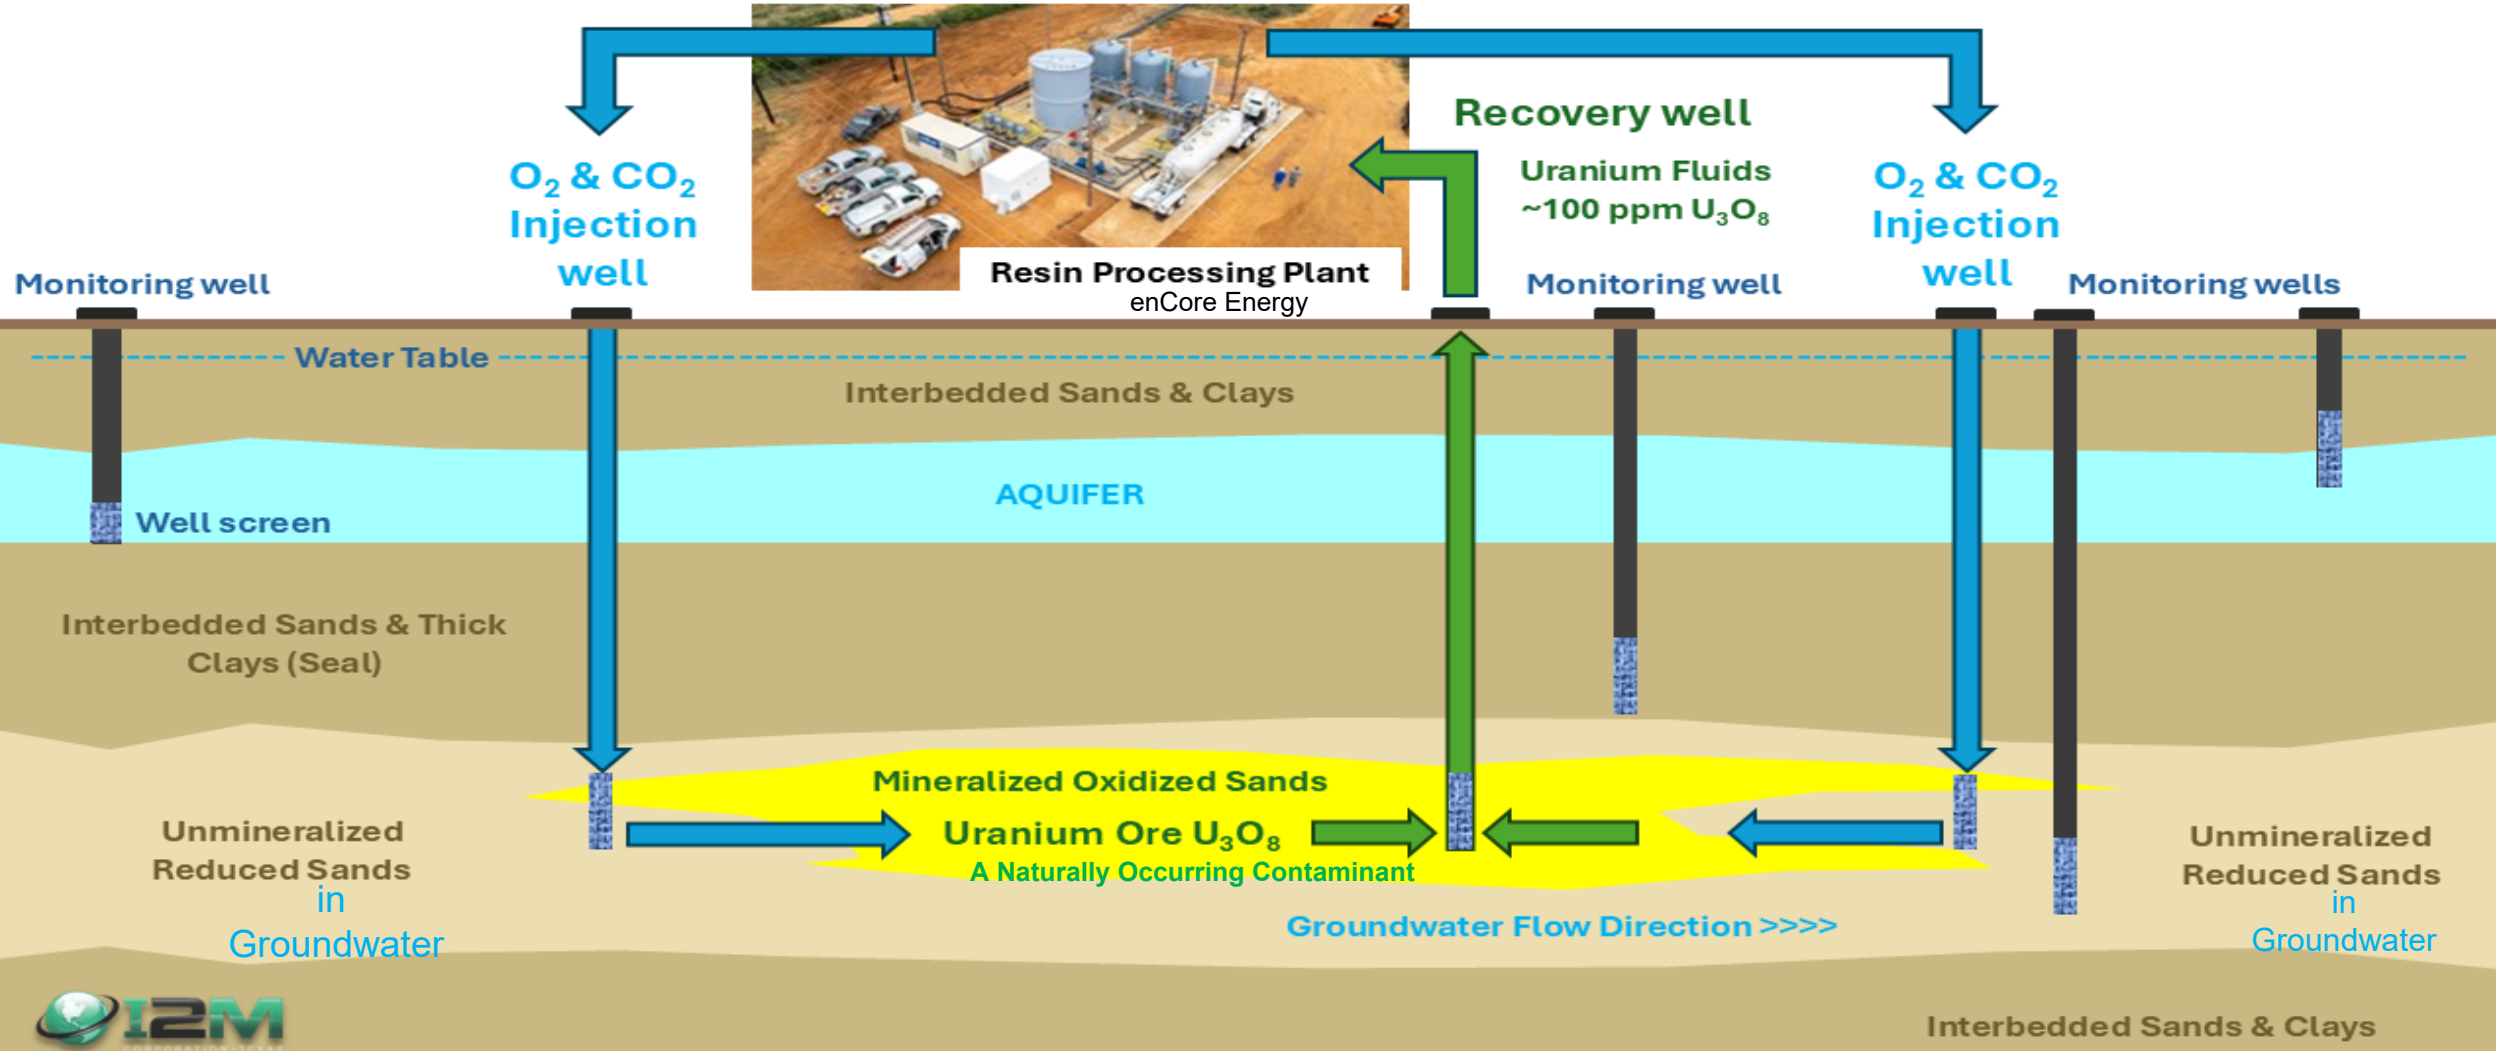 Recovery well
Uranium Fluids
~100 ppm U₃O₈
O₂ & CO₂
Injection
well
O₂ & CO₂
Injection
well
Resin Processing Plant
enCore Energy
Monitoring well
Monitoring well
Monitoring wells
Water Table
Interbedded Sands & Clays
AQUIFER
Well screen
Interbedded Sands & Thick
Clays (Seal)
Mineralized Oxidized Sands
Uranium Ore U₃O₈
A Naturally Occurring Contaminant
Unmineralized
Reduced Sands
in
Groundwater
Unmineralized
Reduced Sands
in
Groundwater
Groundwater Flow Direction >>>>
I2M
Interbedded Sands & Clays